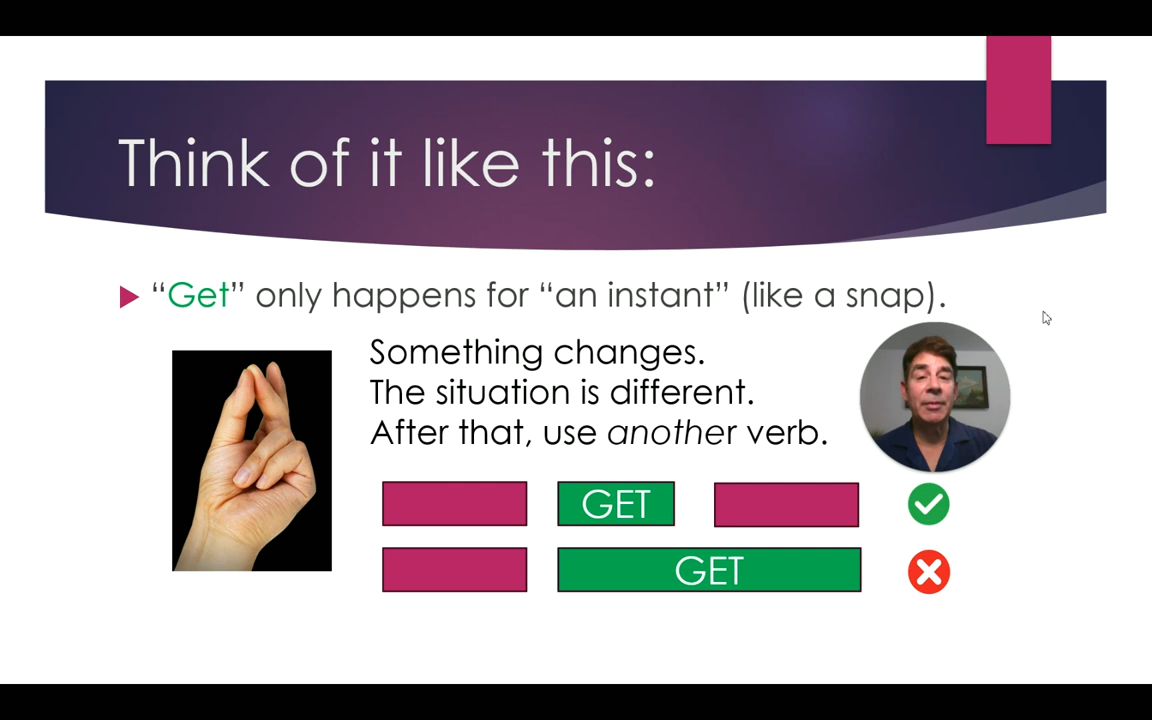 Think of it like this:
“Get” only happens for “an instant” (like a snap).
Something changes.
The situation is different.
After that, use another verb.
GET
GET